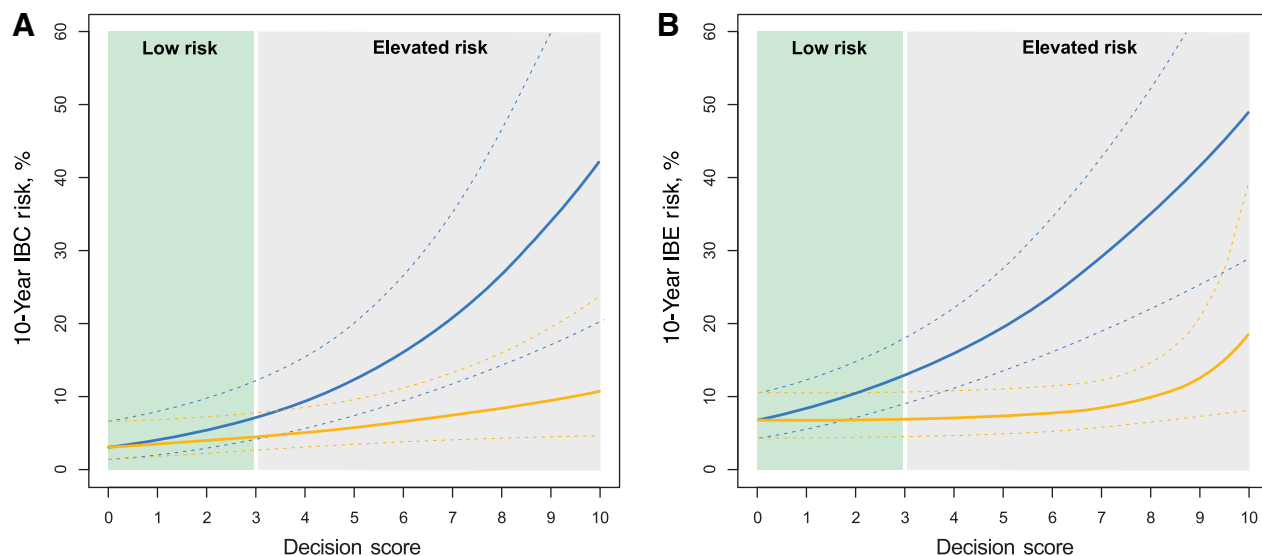 A
Low risk
Elevated risk
10-Year IBC risk, %
60
50
40
30
20
10
0
0 1 2 3 4 5 6 7 8 9 10
Decision score
B
Low risk
Elevated risk
10-Year IBE risk, %
60
50
40
30
20
10
0
0 1 2 3 4 5 6 7 8 9 10
Decision score